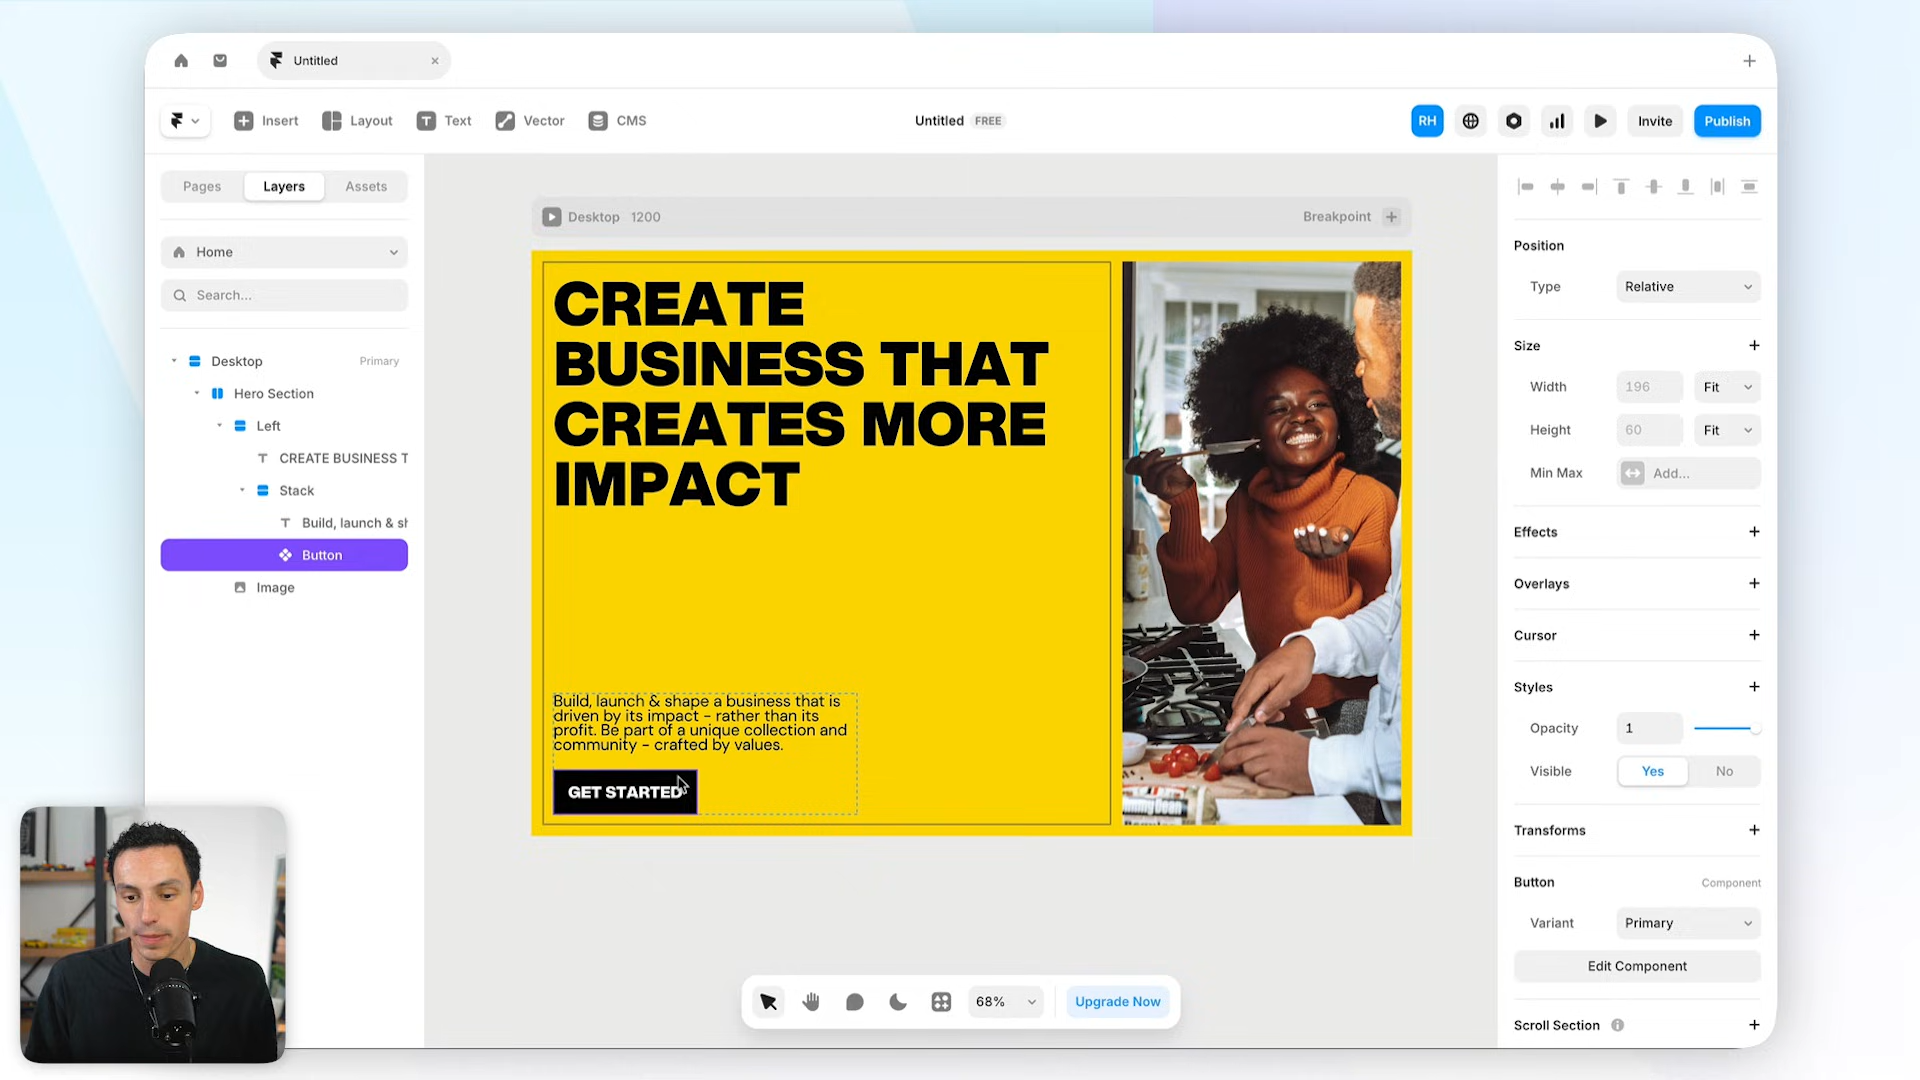 Untitled
Insert
Layout
Text
Vector
CMS
Untitled FREE
RH
Invite
Publish
Pages
Layers
Assets
Home
Search...
Desktop Primary
Hero Section
Left
CREATE BUSINESS T
Stack
Build, launch & sh
Button
Image
Desktop 1200
Breakpoint
CREATE
BUSINESS THAT
CREATES MORE
IMPACT
Build, launch & shape a business that is
driven by its impact - rather than its
profit. Be part of a unique collection and
community - crafted by values.
GET STARTED
68%
Upgrade Now
Position
Type Relative
Size
Width 196 Fit
Height 60 Fit
Min Max Add...
Effects
Overlays
Cursor
Styles
Opacity 1
Visible Yes No
Transforms
Button Component
Variant Primary
Edit Component
Scroll Section